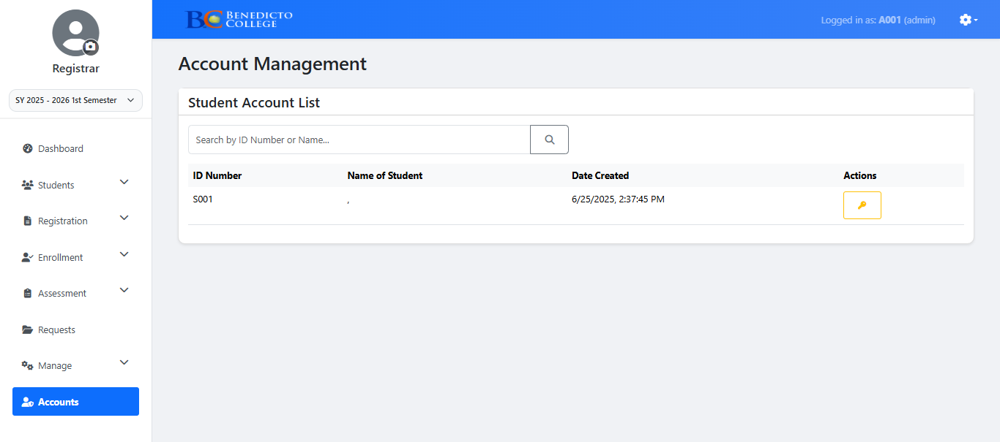 Registrar
SY 2025 - 2026 1st Semester
Dashboard
Students
Registration
Enrollment
Assessment
Requests
Manage
Accounts
BC BENEDICTO
COLLEGE
Logged in as: A001 (admin)
Account Management
Student Account List
Search by ID Number or Name...
ID Number Name of Student Date Created Actions
S001 , 6/25/2025, 2:37:45 PM